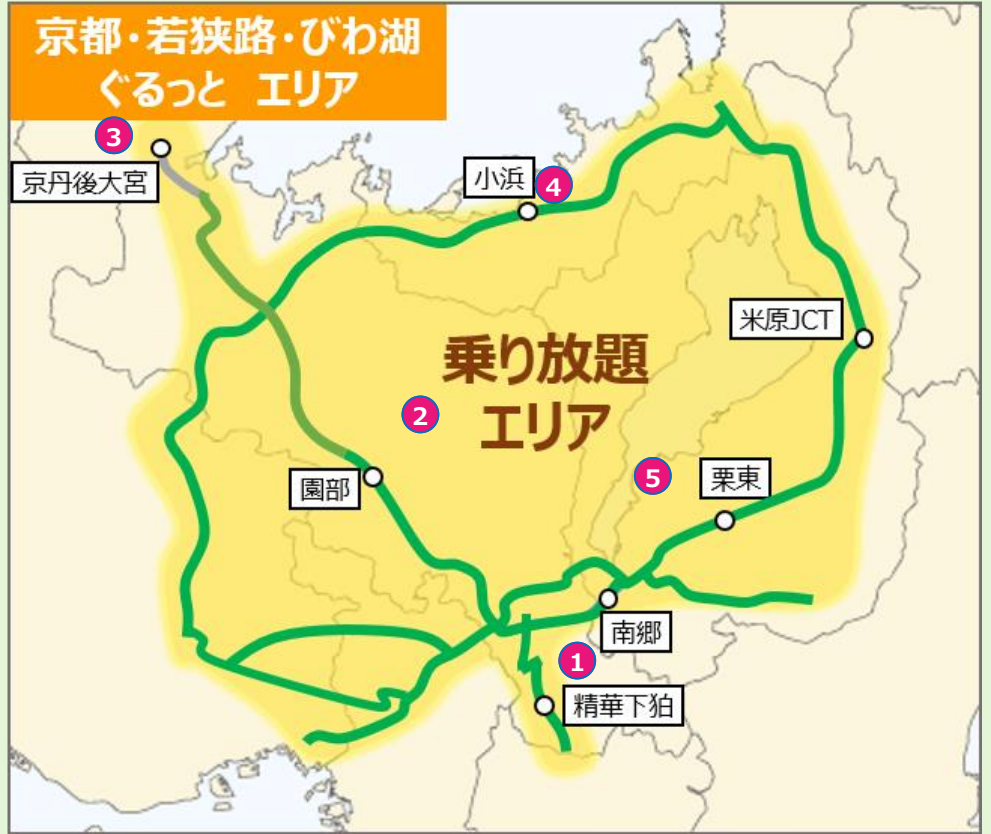 京都・若狭路・びわ湖
ぐるっと エリア
3
京丹後大宮
小浜
4
米原JCT
乗り放題
エリア
2
園部
5
栗東
南郷
1
精華下狛